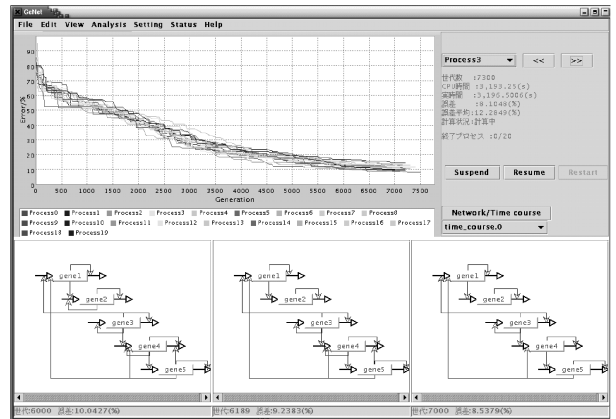 GeNet
File Edit View Analysis Setting Status Help
90
80
70
60
50
40
30
20
10
0
Error/%
0 500 1000 1500 2000 2500 3000 3500 4000 4500 5000 5500 6000 6500 7000 7500
Generation
Process0 Process1 Process2 Process3 Process4 Process5 Process6 Process7 Process8
Process9 Process10 Process11 Process12 Process13 Process14 Process15 Process16 Process17
Process18 Process19
Process3 << >>
世代数 :7300
CPU時間 :3,193.25(s)
実時間 :3,196.5006(s)
誤差 :8.1048(%)
誤差平均:12.2849(%)
計算状況:計算中
終了プロセス :0/20
Suspend Resume Restart
Network/Time course
time_course.0
gene1
gene2
gene3
gene4
gene5
世代:6000 誤差:10.0427(%)
gene1
gene2
gene3
gene4
gene5
世代:6189 誤差:9.2383(%)
gene1
gene2
gene3
gene4
gene5
世代:7000 誤差:8.5379(%)